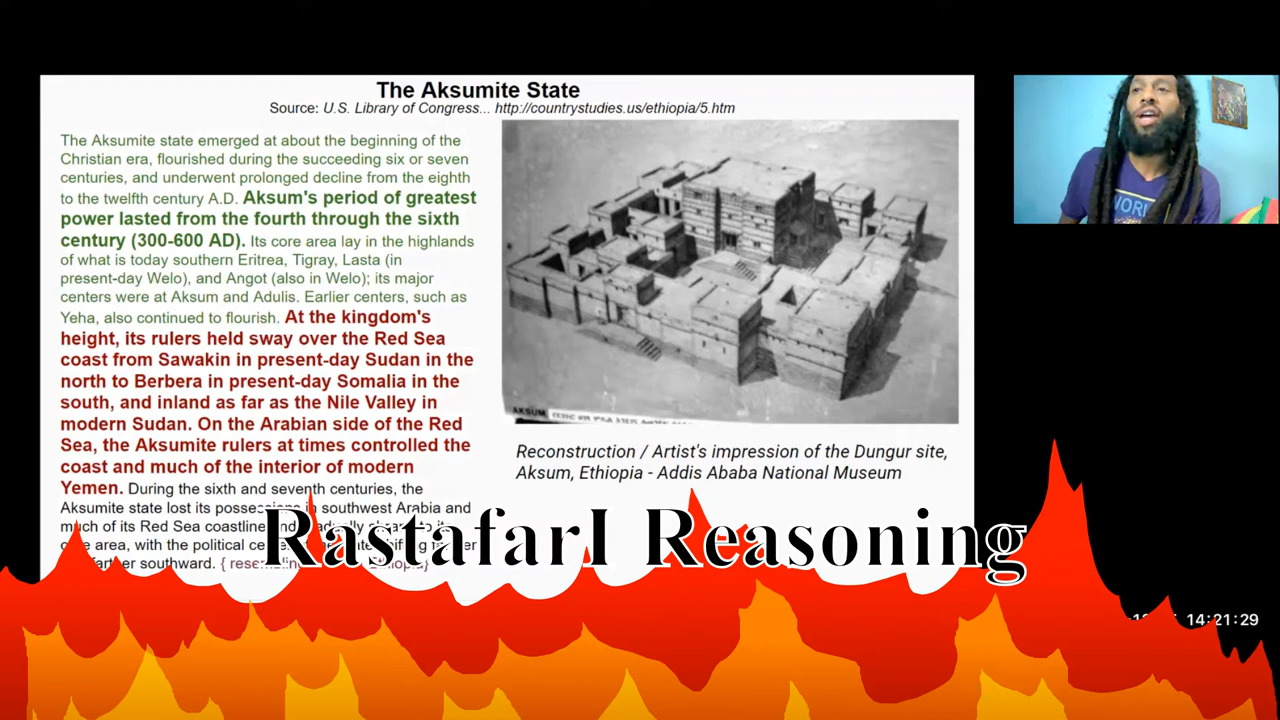 The Aksumite State
Source: U.S. Library of Congress... http://countrystudies.us/ethiopia/5.htm
The Aksumite state emerged at about the beginning of the
Christian era, flourished during the succeeding six or seven
centuries, and underwent prolonged decline from the eighth
to the twelfth century A.D. Aksum's period of greatest
power lasted from the fourth through the sixth
century (300-600 AD). Its core area lay in the highlands
of what is today southern Eritrea, Tigray, Lasta (in
present-day Welo), and Angot (also in Welo); its major
centers were at Aksum and Adulis. Earlier centers, such as
Yeha, also continued to flourish. At the kingdom's
height, its rulers held sway over the Red Sea
coast from Sawakin in present-day Sudan in the
north to Berbera in present-day Somalia in the
south, and inland as far as the Nile Valley in
modern Sudan. On the Arabian side of the Red
Sea, the Aksumite rulers at times controlled the
coast and much of the interior of modern
Yemen. During the sixth and seventh centuries, the
Aksumite state lost its possessions in southwest Arabia and
much of its Red Sea coastline and
area, with the political
southward.
AKSUM
Reconstruction / Artist's impression of the Dungur site,
Aksum, Ethiopia - Addis Ababa National Museum
WORL
RastafarI Reasoning
14:21:29